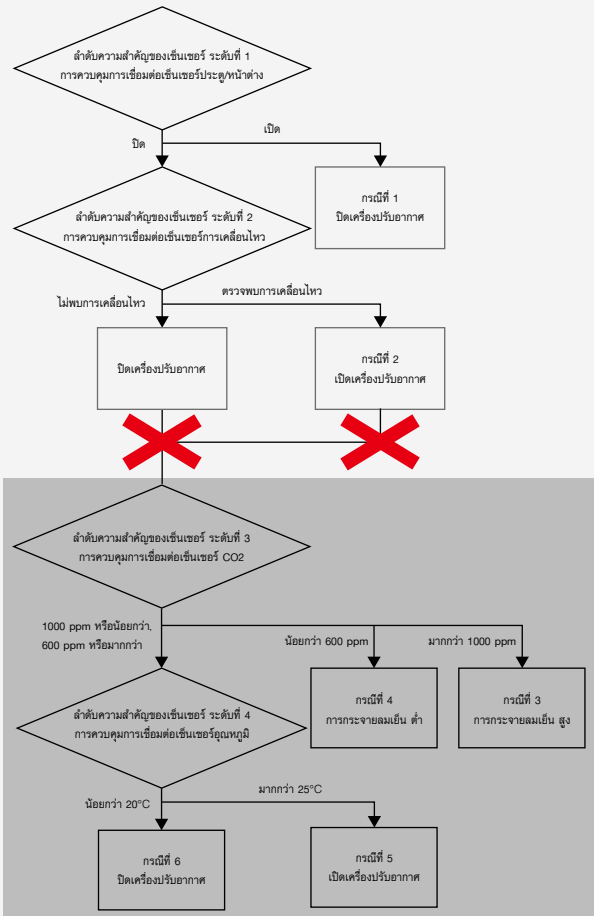 ลำดับความสำคัญของเซ็นเซอร์ ระดับที่ 1
การควบคุมการเชื่อมต่อเซ็นเซอร์ประตู/หน้าต่าง
เปิด
ปิด
กรณีที่ 1
ปิดเครื่องปรับอากาศ
ลำดับความสำคัญของเซ็นเซอร์ ระดับที่ 2
การควบคุมการเชื่อมต่อเซ็นเซอร์การเคลื่อนไหว
ไม่พบการเคลื่อนไหว
ตรวจพบการเคลื่อนไหว
ปิดเครื่องปรับอากาศ
กรณีที่ 2
เปิดเครื่องปรับอากาศ
ลำดับความสำคัญของเซ็นเซอร์ ระดับที่ 3
การควบคุมการเชื่อมต่อเซ็นเซอร์ CO2
1000 ppm หรือน้อยกว่า,
600 ppm หรือมากกว่า
น้อยกว่า 600 ppm
มากกว่า 1000 ppm
กรณีที่ 4
การกระจายลมเย็น ต่ำ
กรณีที่ 3
การกระจายลมเย็น สูง
ลำดับความสำคัญของเซ็นเซอร์ ระดับที่ 4
การควบคุมการเชื่อมต่อเซ็นเซอร์อุณหภูมิ
น้อยกว่า 20°C
มากกว่า 25°C
กรณีที่ 6
ปิดเครื่องปรับอากาศ
กรณีที่ 5
เปิดเครื่องปรับอากาศ